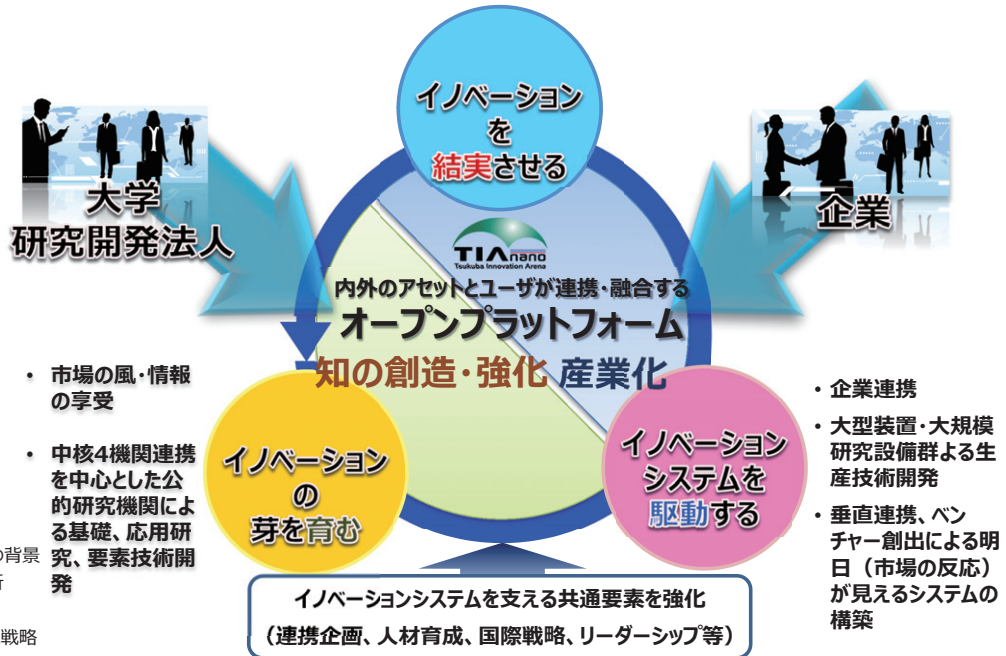 イノベーション
を
結実させる
大学
研究開発法人
企業
TIA nano
Tsukuba Innovation Arena
内外のアセットとユーザが連携・融合する
オープンプラットフォーム
知の創造・強化 産業化
・ 市場の風・情報
の享受
・ 中核4機関連携
を中心とした公
的研究機関によ
る基礎、応用研
究、要素技術開
発
の背景
戦略
イノベーション
の
芽を育む
イノベーション
システムを
駆動する
・ 企業連携
・ 大型装置・大規模
研究設備群よる生
産技術開発
・ 垂直連携、ベン
チャー創出による明
日（市場の反応）
が見えるシステムの
構築
イノベーションシステムを支える共通要素を強化
（連携企画、人材育成、国際戦略、リーダーシップ等）